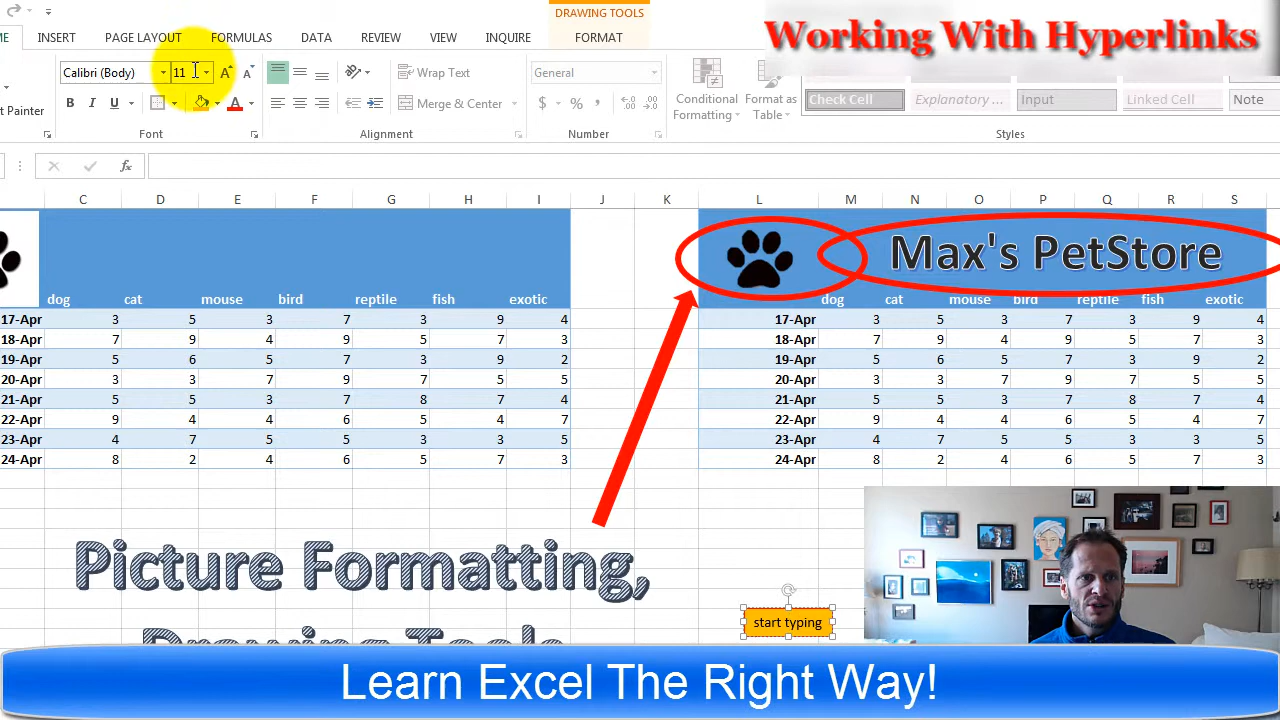 DRAWING TOOLS
INSERT PAGE LAYOUT FORMULAS DATA REVIEW VIEW INQUIRE FORMAT
Working With Hyperlinks
Calibri (Body) 11 A A Wrap Text General Conditional Formatting Format as Table
t Painter B I U A Merge & Center $ % , Check Cell Explanatory ... Input Linked Cell Note
Font Alignment Number Styles
fx
C D E F G H I J K L M N O P Q R S
Max's PetStore
dog cat mouse bird reptile fish exotic dog cat mouse bird reptile fish exotic
17-Apr 3 5 3 7 3 9 4 17-Apr 3 5 3 7 3 9 4
18-Apr 7 9 4 9 5 7 3 18-Apr 7 9 4 9 5 7 3
19-Apr 5 6 5 7 3 9 2 19-Apr 5 6 5 7 3 9 2
20-Apr 3 3 7 9 7 5 5 20-Apr 3 3 7 9 7 5 5
21-Apr 5 5 3 7 8 7 4 21-Apr 5 5 3 7 8 7 4
22-Apr 9 4 4 6 5 4 7 22-Apr 9 4 4 6 5 4 7
23-Apr 4 7 5 5 3 3 5 23-Apr 4 7 5 5 3 3 5
24-Apr 8 2 4 6 5 7 3 24-Apr 8 2 4 6 5 7 3
Picture Formatting,
Drawing Tools
start typing
Learn Excel The Right Way!